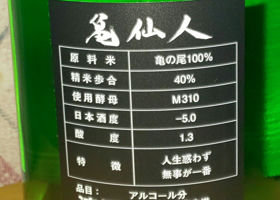 亀仙人
原料米 亀の尾100%
精米歩合 40%
使用酵母 M310
日本酒度 −5.0
酸度 1.3
特徴 人生惑わず
無事が一番
品目: アルコール分